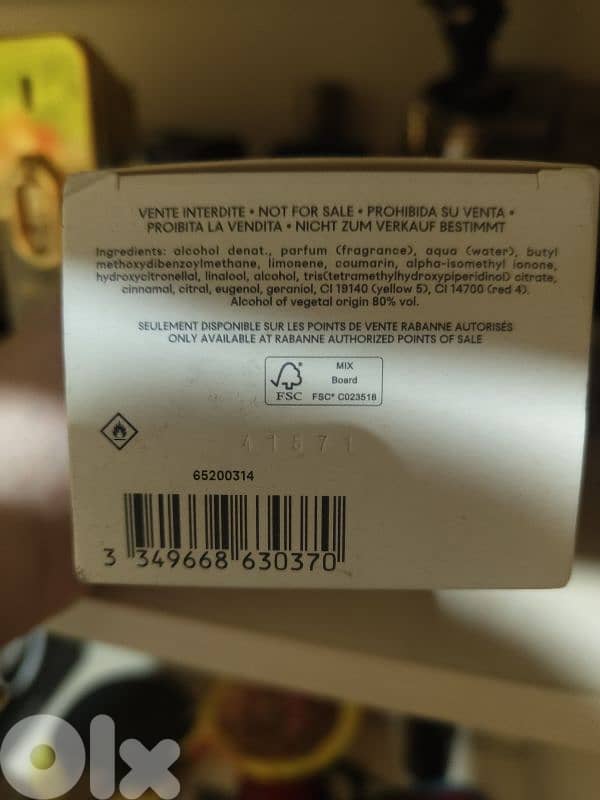 VENTE INTERDITE • NOT FOR SALE • PROHIBIDA SU VENTA •
PROIBITA LA VENDITA • NICHT ZUM VERKAUF BESTIMMT
Ingredients: alcohol denat., parfum (fragrance), aqua (water), butyl
methoxydibenzoylmethane, limonene, coumarin, alpha-isomethyl ionone,
hydroxycitronellal, linalool, alcohol, tris(tetramethylhydroxypiperidinol) citrate,
cinnamal, citral, eugenol, geraniol, CI 19140 (yellow 5), CI 14700 (red 4).
Alcohol of vegetal origin 80% vol.
SEULEMENT DISPONIBLE SUR LES POINTS DE VENTE RABANNE AUTORISÉS
ONLY AVAILABLE AT RABANNE AUTHORIZED POINTS OF SALE
MIX
Board
FSC FSC® C023518
41571
65200314
3 349668 630370
olx